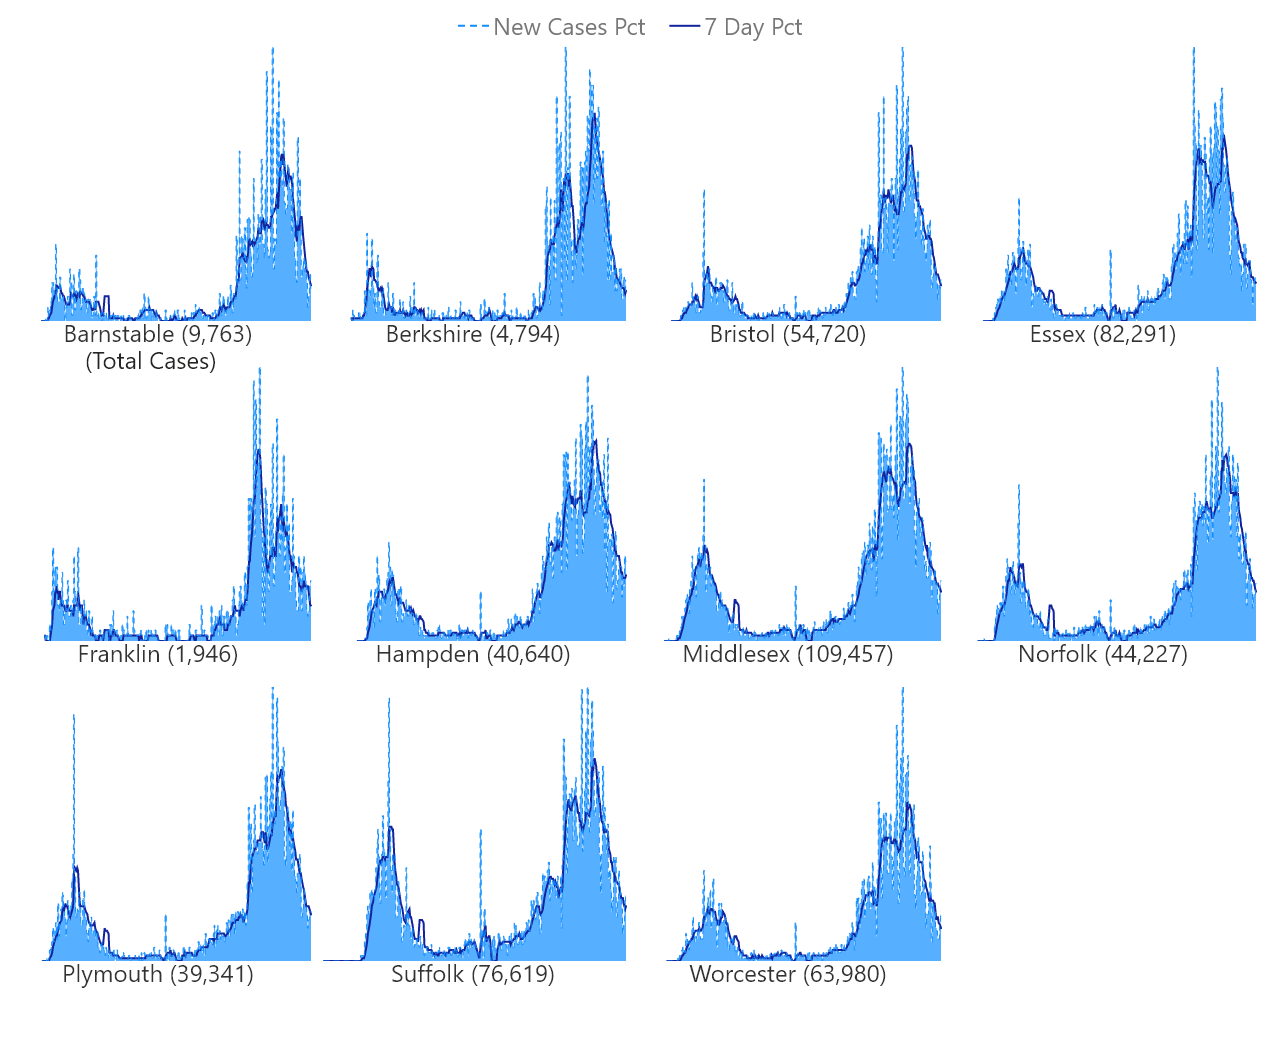 New Cases Pct 7 Day Pct
Barnstable (9,763) Berkshire (4,794) Bristol (54,720) Essex (82,291)
(Total Cases)
Franklin (1,946) Hampden (40,640) Middlesex (109,457) Norfolk (44,227)
Plymouth (39,341) Suffolk (76,619) Worcester (63,980)